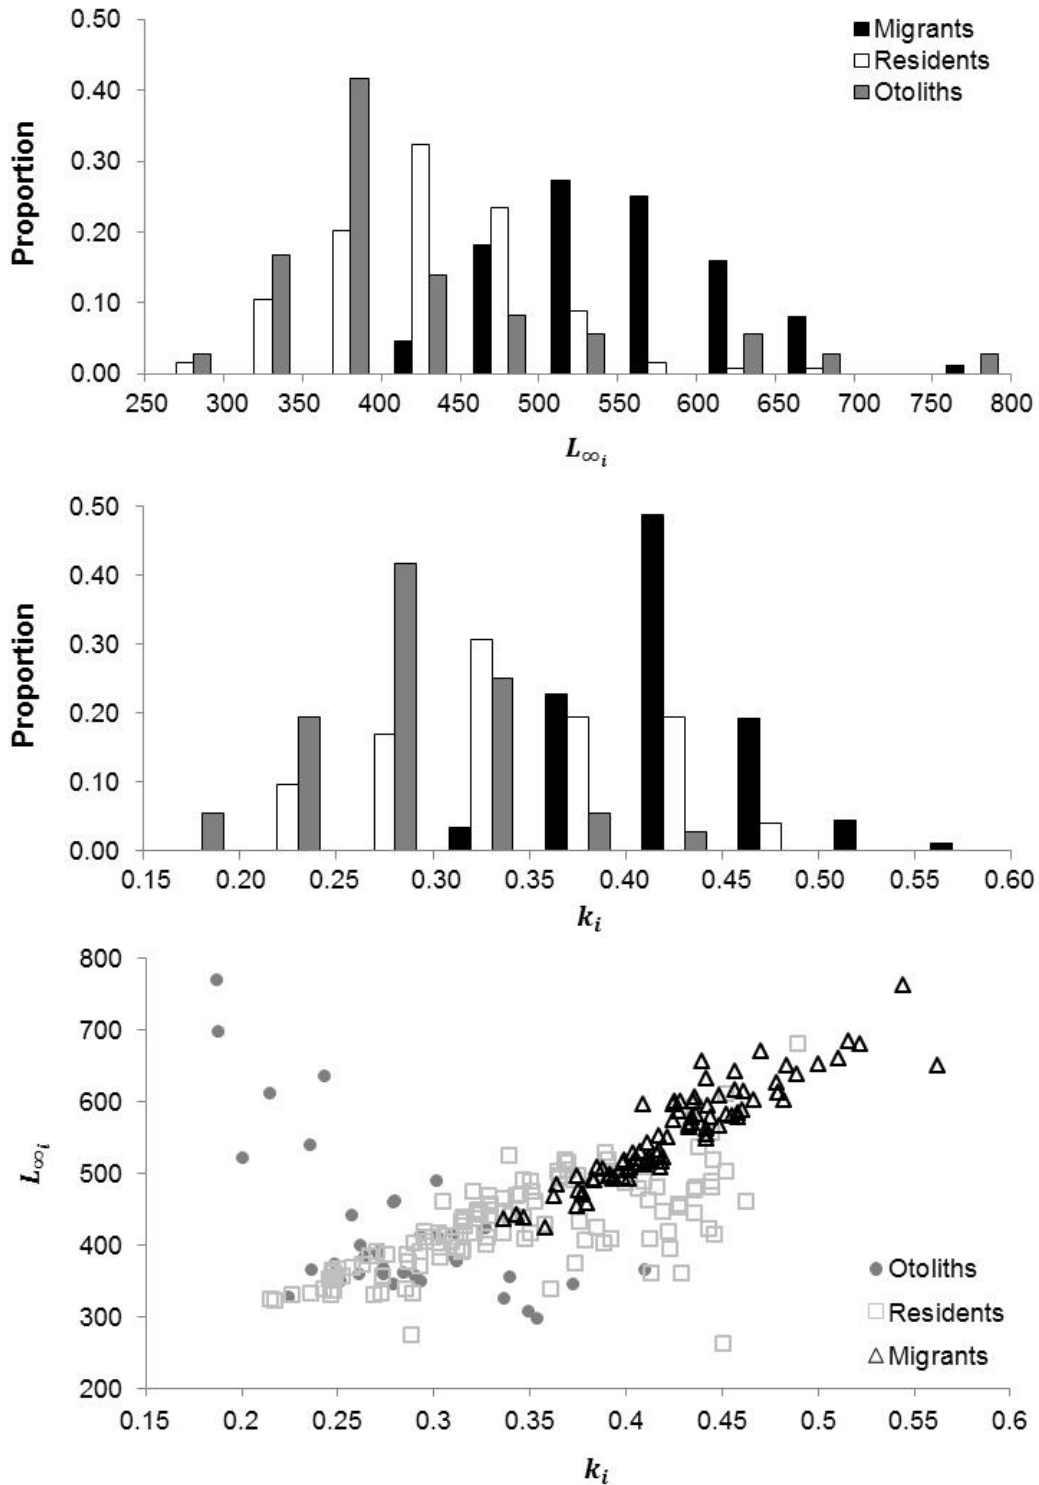 0.50
Migrants
Residents
Otoliths
0.40
0.30
0.20
0.10
0.00
Proportion
250 300 350 400 450 500 550 600 650 700 750 800
L∞i
0.50
0.40
0.30
0.20
0.10
0.00
Proportion
0.15 0.20 0.25 0.30 0.35 0.40 0.45 0.50 0.55 0.60
ki
800
700
600
500
400
300
200
L∞i
Otoliths
Residents
Migrants
0.15 0.2 0.25 0.3 0.35 0.4 0.45 0.5 0.55 0.6
ki